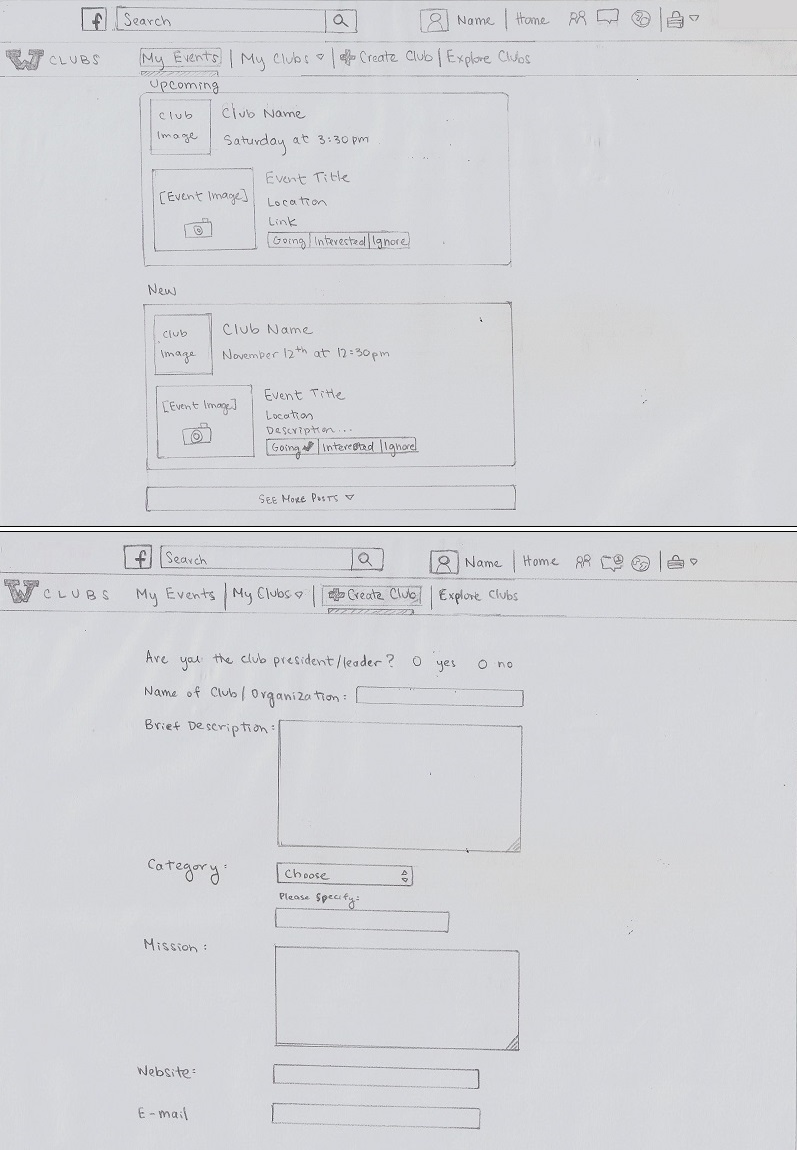 f Search Name | Home
W CLUBS My Events | My Clubs | Create Club | Explore Clubs
Upcoming
Club Image
Club Name
Saturday at 3:30pm
[Event Image]
Event Title
Location
Link
Going Interested Ignore
New
Club Image
Club Name
November 12th at 12:30pm
[Event Image]
Event Title
Location
Description...
Going Interested Ignore
See More Posts
f Search Name | Home
W CLUBS My Events | My Clubs | Create Club | Explore Clubs
Are you the club president/leader? O yes O no
Name of Club/Organization:
Brief Description:
Category: Choose
Please Specify:
Mission:
Website:
E-mail